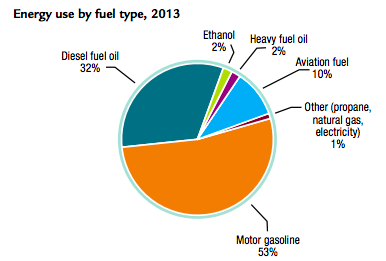 Energy use by fuel type, 2013
Ethanol
2%
Heavy fuel oil
2%
Diesel fuel oil
32%
Aviation fuel
10%
Other (propane,
natural gas,
electricity)
1%
Motor gasoline
53%